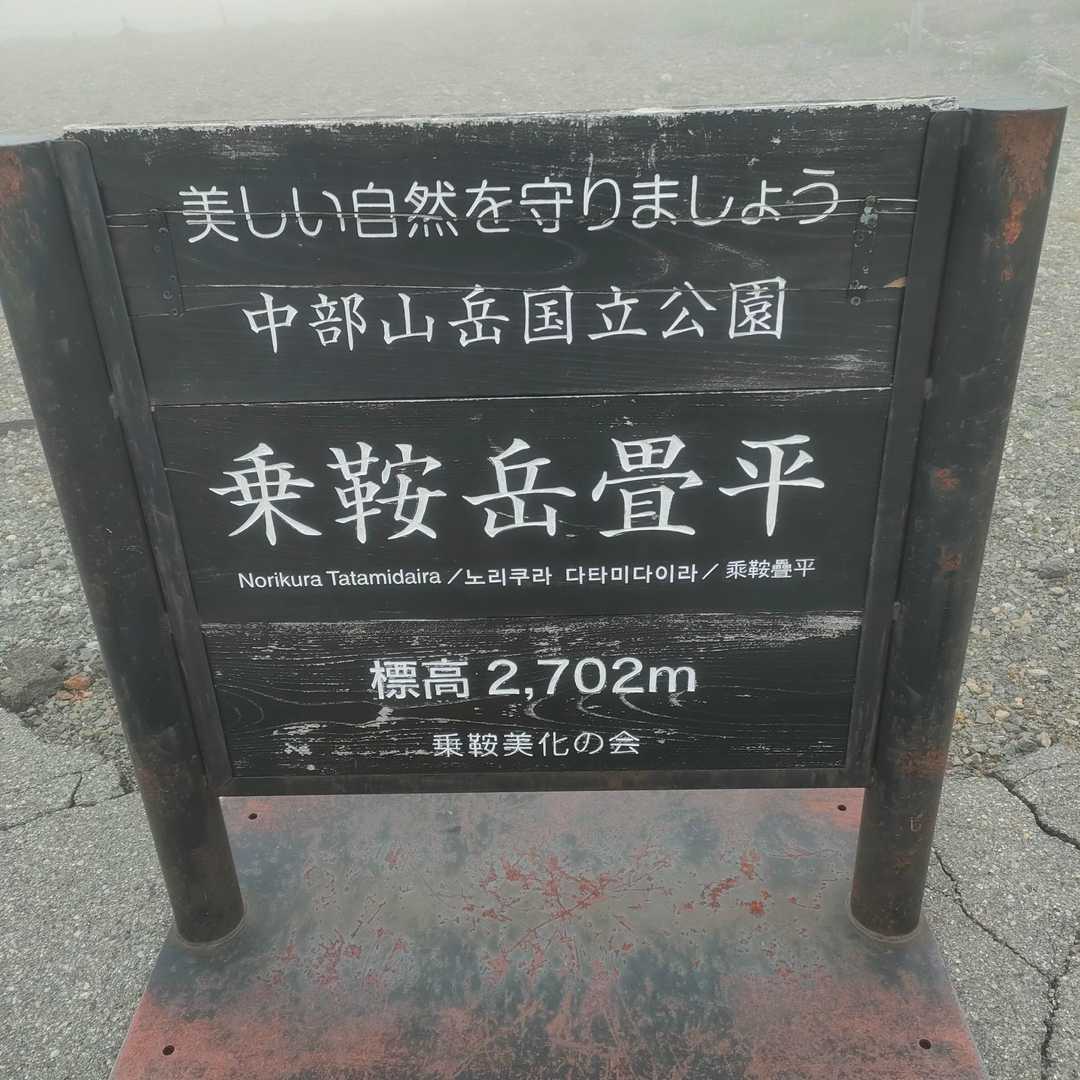 美しい自然を守りましょう
中部山岳国立公園
乗鞍岳畳平
Norikura Tatamidaira／노리쿠라 다타미다이라／乘鞍疊平
標高 2,702m
乗鞍美化の会